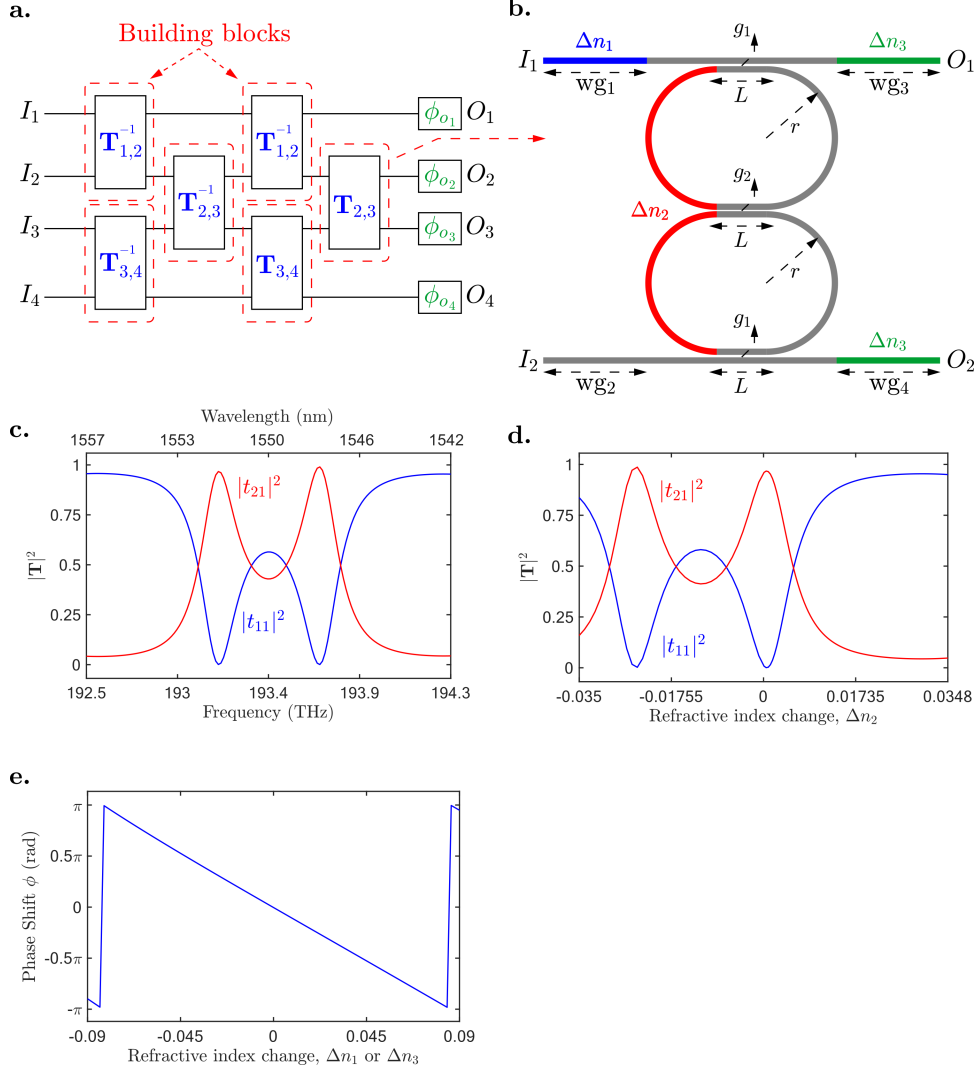 a.
Building blocks
I₁ T₁,₂⁻¹ T₁,₂⁻¹ ϕₒ₁ O₁
I₂ T₂,₃⁻¹ T₂,₃ ϕₒ₂ O₂
I₃ T₃,₄⁻¹ T₃,₄ ϕₒ₃ O₃
I₄ ϕₒ₄ O₄
b.
Δn₁ g₁ Δn₃
I₁ O₁
wg₁ L wg₃
r
g₂
Δn₂
L
r
g₁ Δn₃
I₂ O₂
wg₂ L wg₄
c.
Wavelength (nm)
1557 1553 1550 1546 1542
1
0.75
0.5
0.25
0
|T|²
|t₂₁|²
|t₁₁|²
192.5 193 193.4 193.9 194.3
Frequency (THz)
d.
1
0.75
0.5
0.25
0
|T|²
|t₂₁|²
|t₁₁|²
-0.035 -0.01755 0 0.01735 0.0348
Refractive index change, Δn₂
e.
π
0.5π
0
-0.5π
-π
Phase Shift ϕ (rad)
-0.09 -0.045 0 0.045 0.09
Refractive index change, Δn₁ or Δn₃